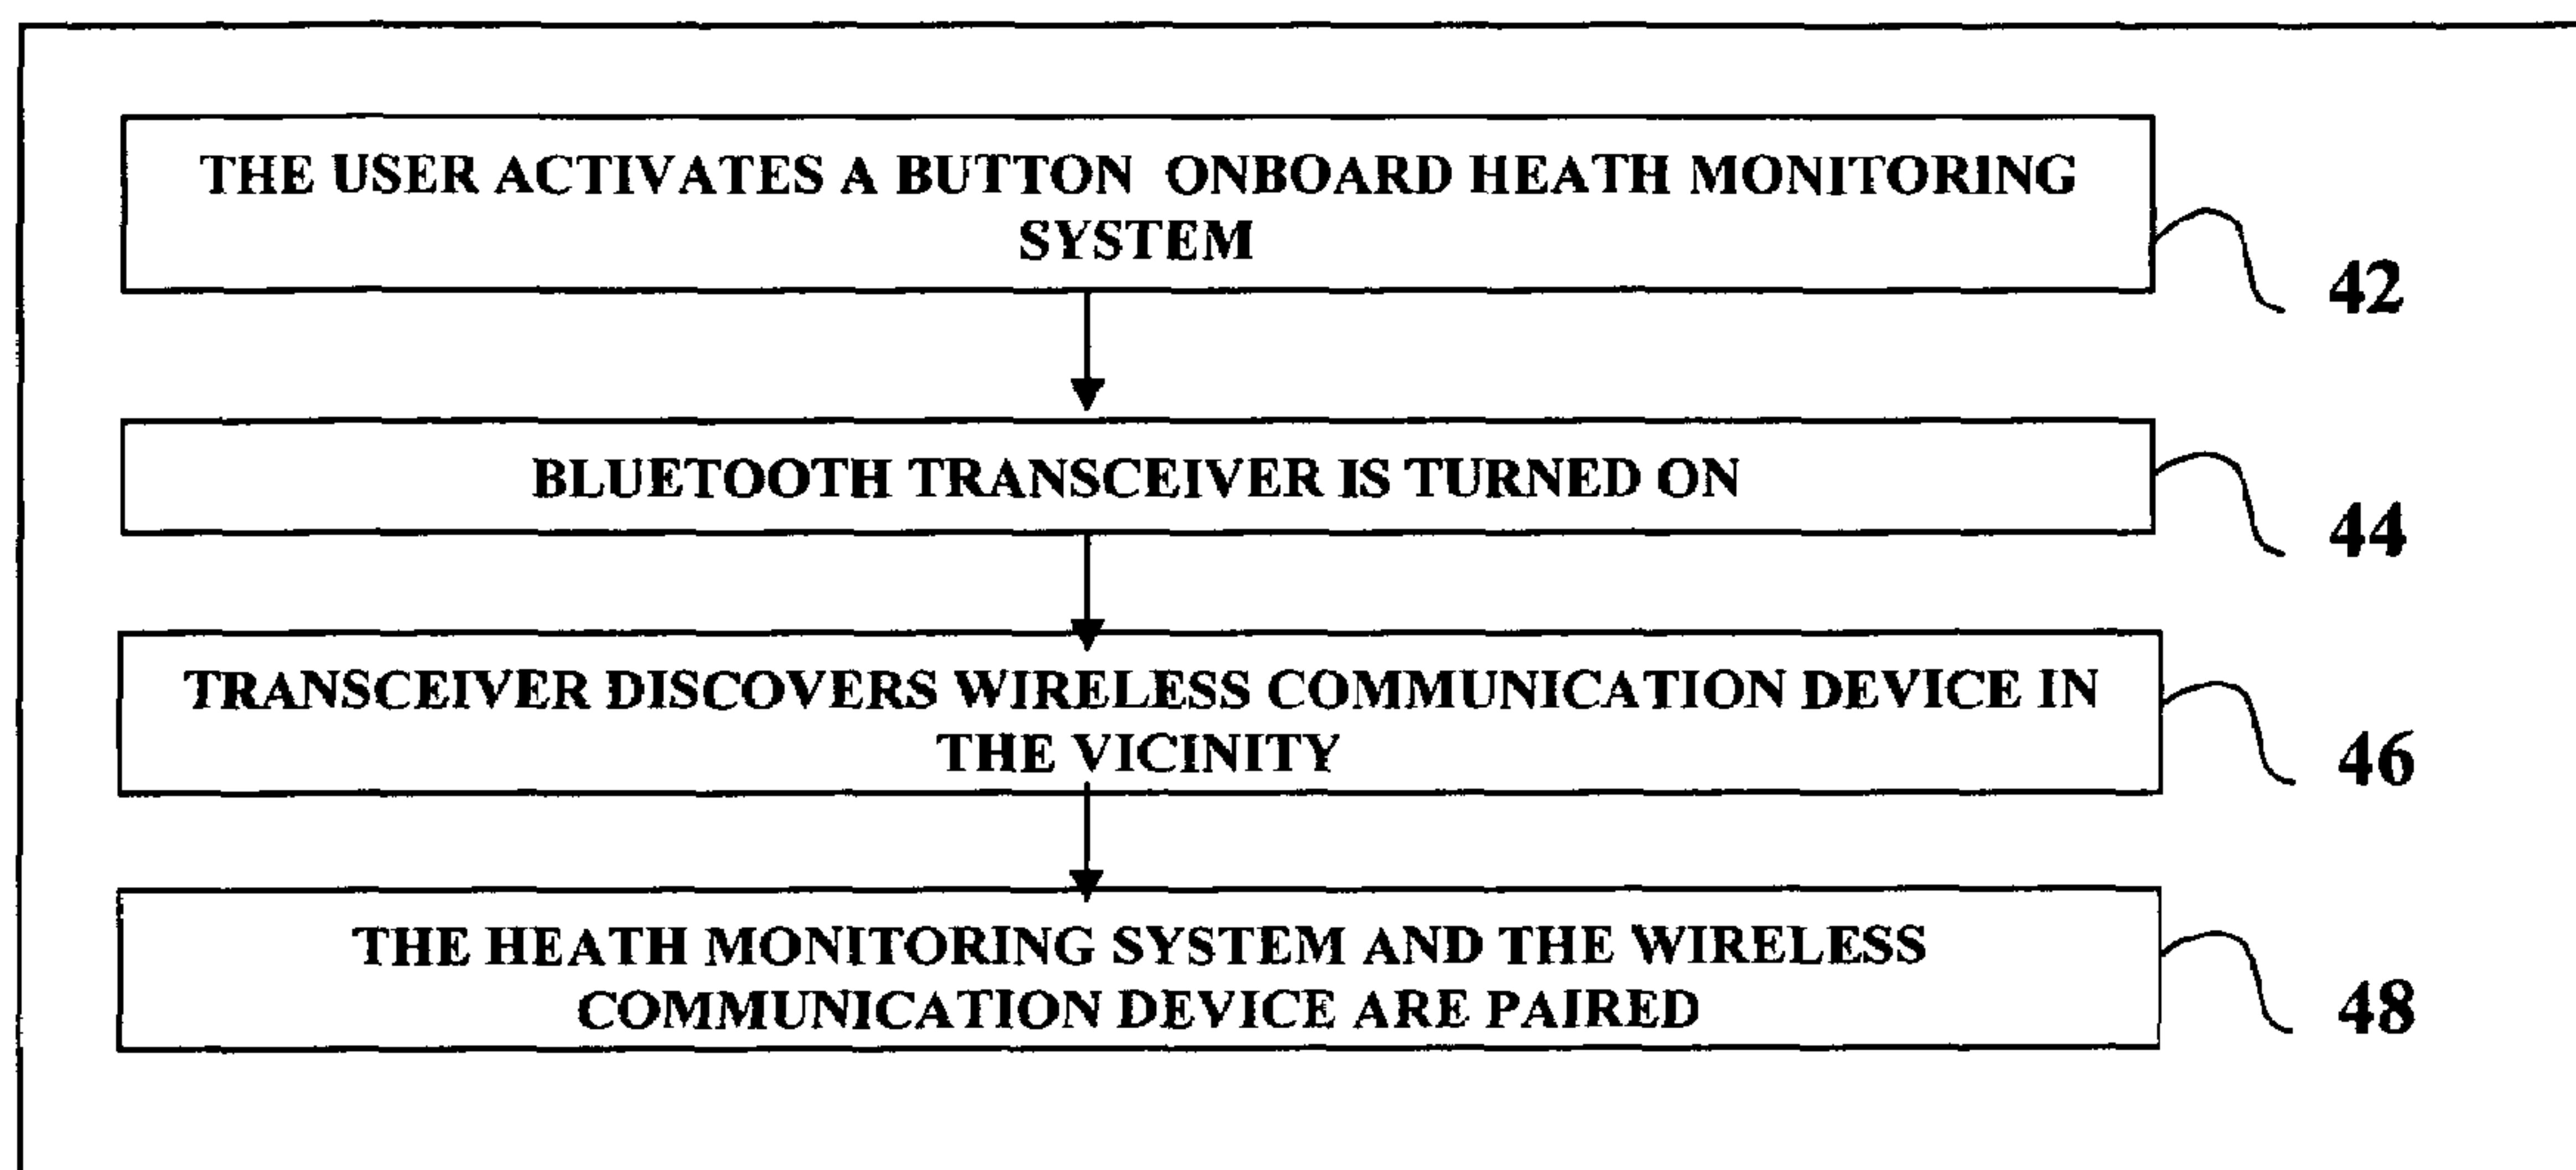 THE USER ACTIVATES A BUTTON ONBOARD HEATH MONITORING
SYSTEM
42
BLUETOOTH TRANSCEIVER IS TURNED ON
44
TRANSCEIVER DISCOVERS WIRELESS COMMUNICATION DEVICE IN
THE VICINITY
46
THE HEATH MONITORING SYSTEM AND THE WIRELESS
COMMUNICATION DEVICE ARE PAIRED
48